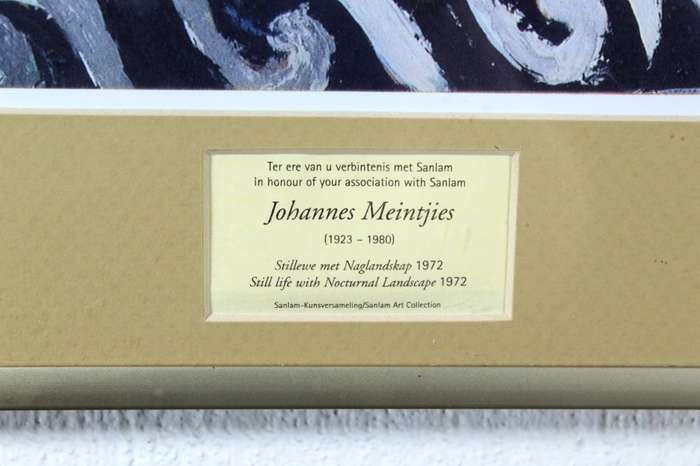 Ter ere van u verbintenis met Sanlam
In honour of your association with Sanlam
Johannes Meintjies
(1923 – 1980)
Stillewe met Naglandskap 1972
Still life with Nocturnal Landscape 1972
Sanlam-Kunsversameling/Sanlam Art Collection